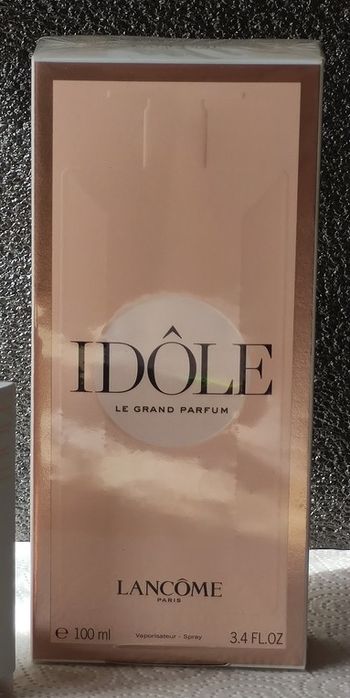 IDÔLE
LE GRAND PARFUM
LANCÔME
PARIS
℮ 100 ml Vaporisateur - Spray 3.4 FL.OZ